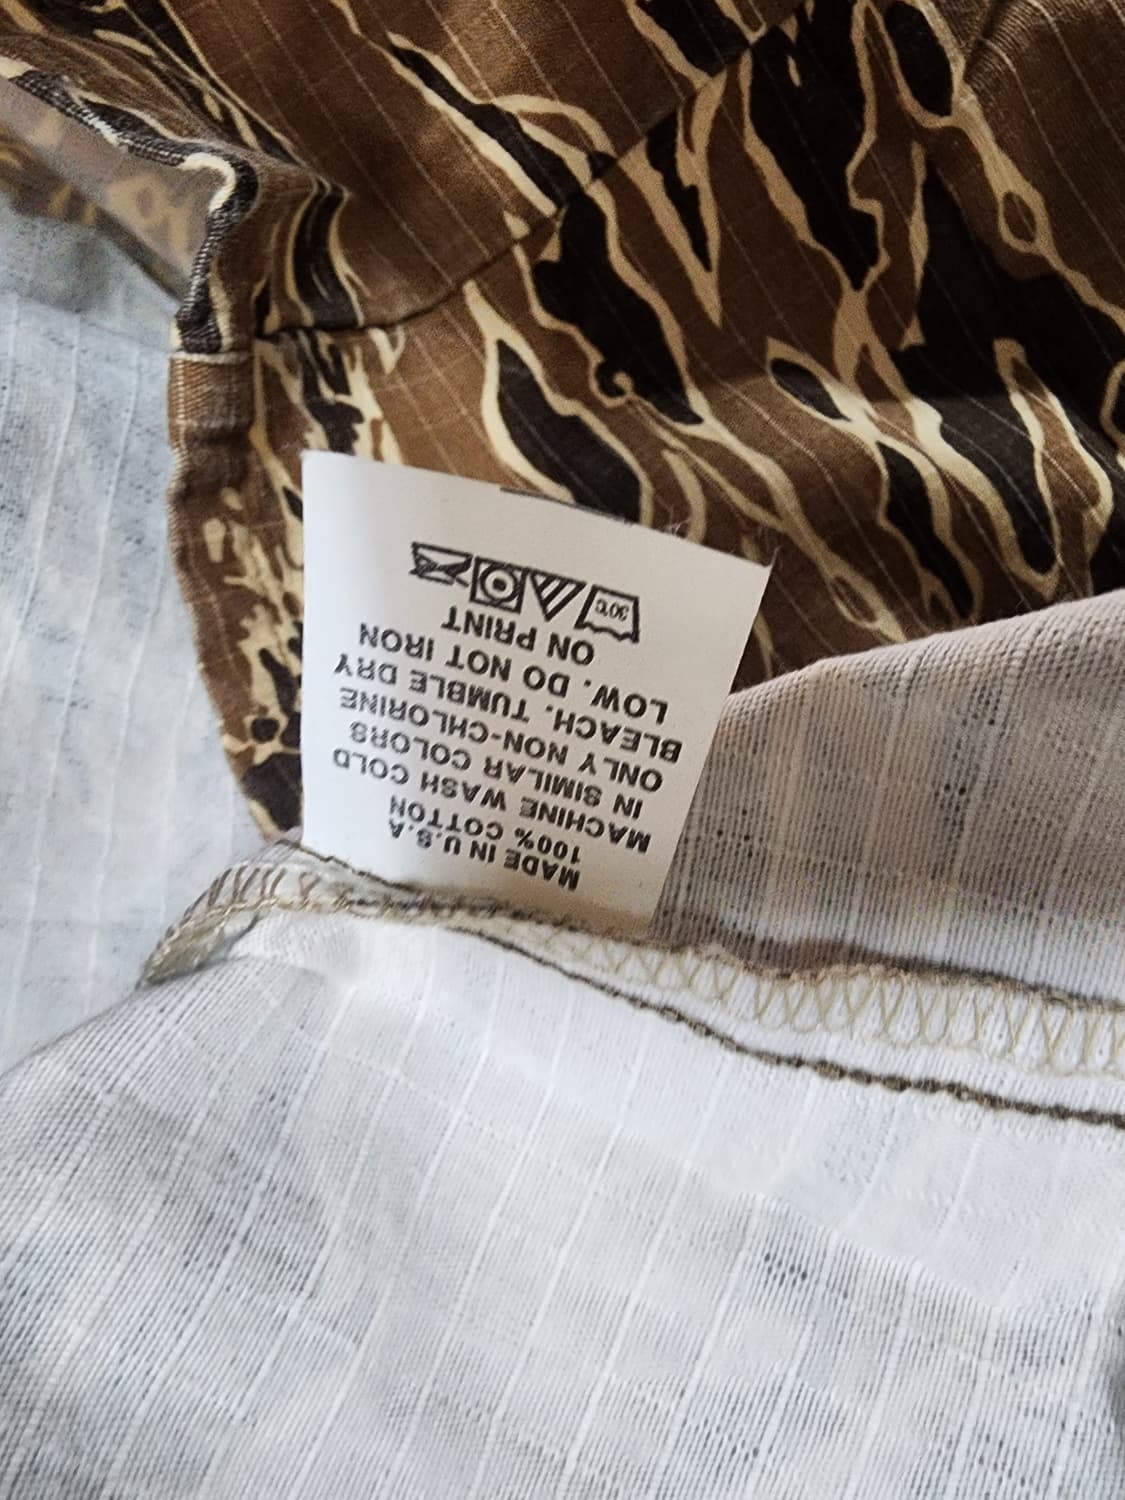 MADE IN U.S.A
100% COTTON
MACHINE WASH COLD
IN SIMILAR COLORS
ONLY NON-CHLORINE
BLEACH. TUMBLE DRY
LOW. DO NOT IRON
ON PRINT
30°C